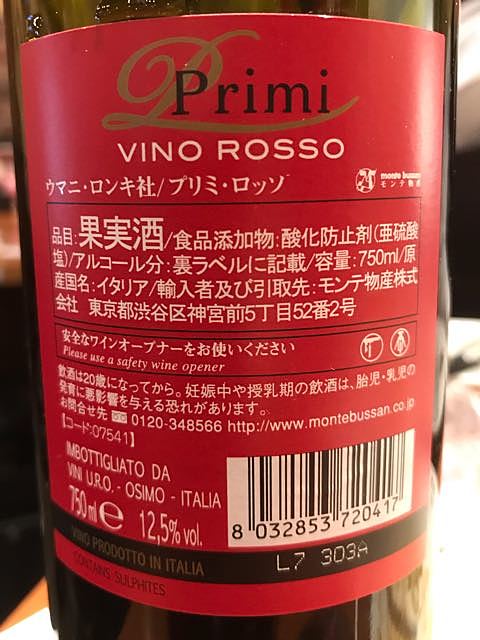 Primi
VINO ROSSO
ウマニ・ロンキ社/プリミ・ロッソ
monte bussan
モンテ物産
品目:果実酒/食品添加物:酸化防止剤(亜硫酸
塩)/アルコール分:裏ラベルに記載/容量:750ml/原
産国名:イタリア/輸入者及び引取先:モンテ物産株式
会社 東京都渋谷区神宮前5丁目52番2号
安全なワインオープナーをお使いください
Please use a safety wine opener
飲酒は20歳になってから。妊娠中や授乳期の飲酒は、胎児・乳児の
発育に悪影響を与える恐れがあります。
お問合せ先 0120-348566 http://www.montebussan.co.jp
【コード:07541】
IMBOTTIGLIATO DA
VINI U.R.O. - OSIMO - ITALIA
750 ml e 12,5% vol.
8 032853 720417
VINO PRODOTTO IN ITALIA
L7 303A
CONTAINS SULPHITES